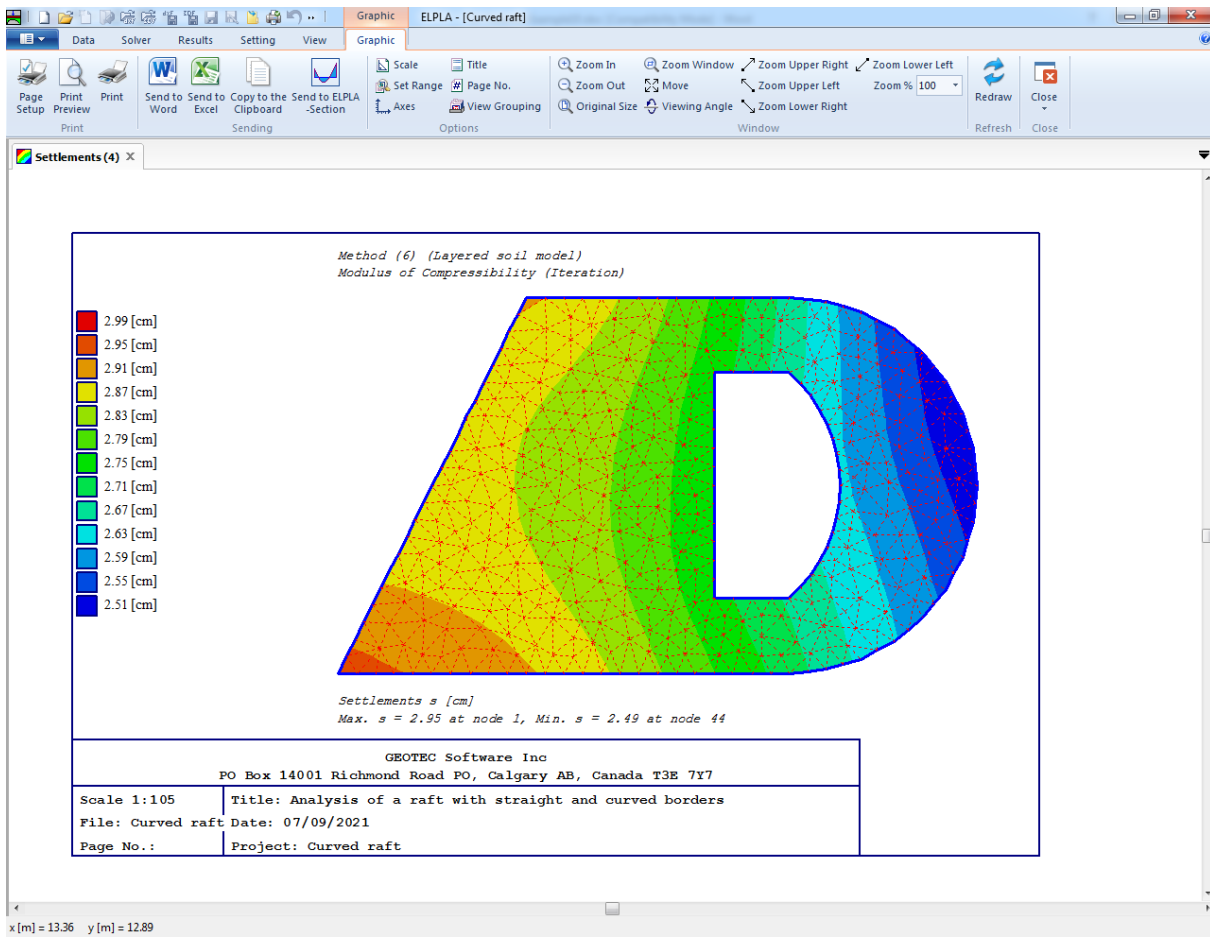 Graphic
ELPLA - [Curved raft]
Data Solver Results Setting View Graphic
Page Setup
Print Preview
Print
Send to Word
Send to Excel
Copy to the Clipboard
Send to ELPLA -Section
Scale
Set Range
Axes
Title
Page No.
View Grouping
Zoom In
Zoom Out
Original Size
Zoom Window
Move
Viewing Angle
Zoom Upper Right
Zoom Upper Left
Zoom Lower Right
Zoom Lower Left
Zoom % 100
Redraw
Close
Print Sending Options Window Refresh Close
Settlements (4) X
Method (6) (Layered soil model)
Modulus of Compressibility (Iteration)
2.99 [cm]
2.95 [cm]
2.91 [cm]
2.87 [cm]
2.83 [cm]
2.79 [cm]
2.75 [cm]
2.71 [cm]
2.67 [cm]
2.63 [cm]
2.59 [cm]
2.55 [cm]
2.51 [cm]
Settlements s [cm]
Max. s = 2.95 at node 1, Min. s = 2.49 at node 44
GEOTEC Software Inc
PO Box 14001 Richmond Road PO, Calgary AB, Canada T3E 7Y7
Scale 1:105 Title: Analysis of a raft with straight and curved borders
File: Curved raft Date: 07/09/2021
Page No.: Project: Curved raft
x [m] = 13.36 y [m] = 12.89